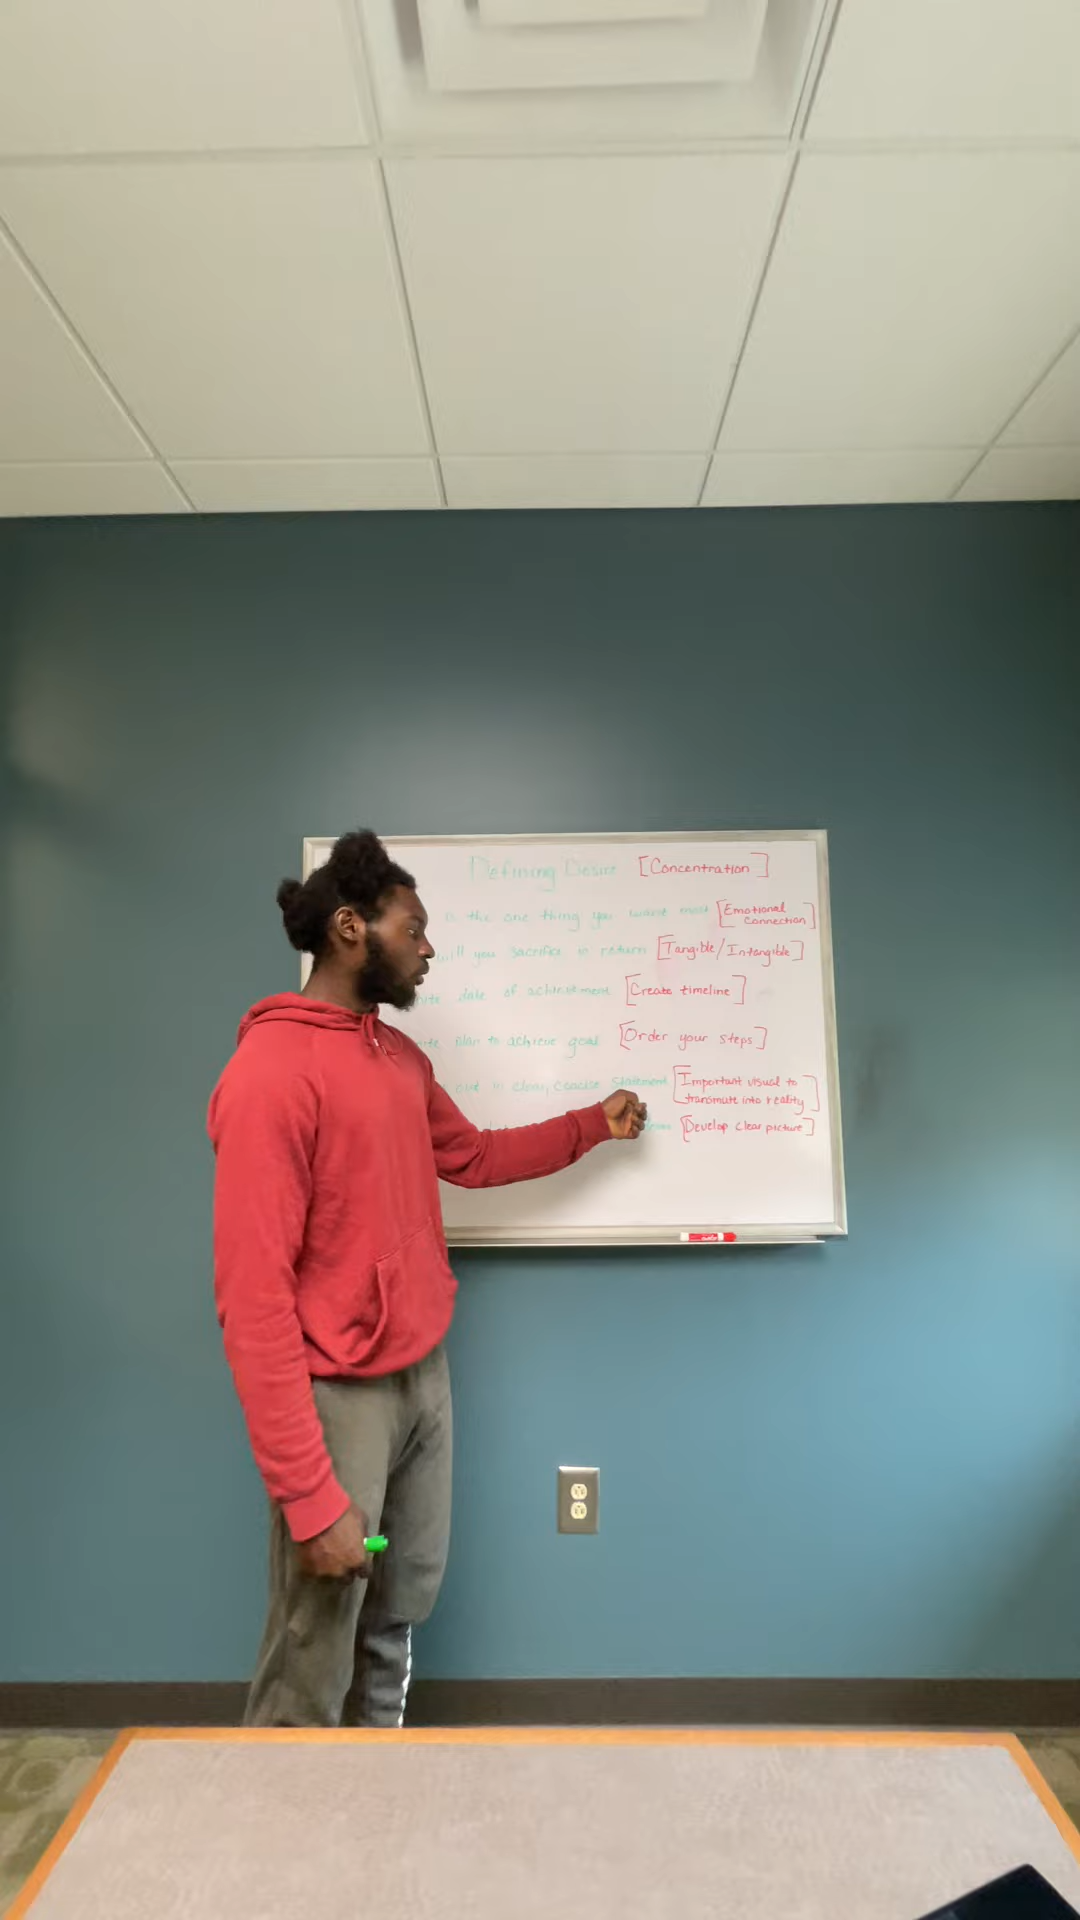 Defining Desire [Concentration]
is the one thing you want most [Emotional Connection]
will you sacrifice in return [Tangible/Intangible]
date of achievement [Create timeline]
plan to achieve goal [Order your steps]
out in clear, concise statement [Important visual to transmute into reality]
[Develop clear picture]